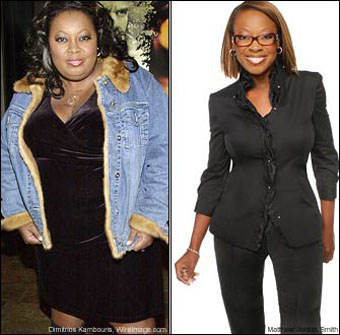 Dimitrios Kambouris, WireImage.com
Matthew Jordan Smith